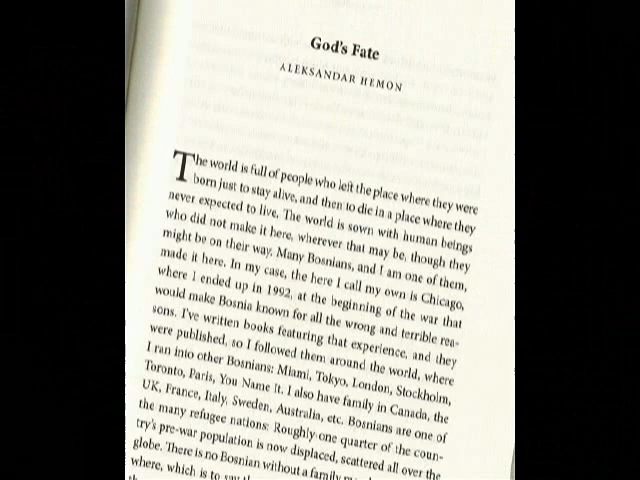 God's Fate
ALEKSANDAR HEMON
The world is full of people who left the place where they were
born just to stay alive, and then to die in a place where they
never expected to live. The world is sown with human beings
who did not make it here, wherever that may be, though they
might be on their way. Many Bosnians, and I am one of them,
made it here. In my case, the here I call my own is Chicago,
where I ended up in 1992, at the beginning of the war that
would make Bosnia known for all the wrong and terrible rea-
sons. I've written books featuring that experience, and they
were published, so I followed them around the world, where
I ran into other Bosnians: Miami, Tokyo, London, Stockholm,
Toronto, Paris, You Name It. I also have family in Canada, the
UK, France, Italy, Sweden, Australia, etc. Bosnians are one of
the many refugee nations: Roughly one quarter of the coun-
try's pre-war population is now displaced, scattered all over the
globe. There is no Bosnian without a family
where, which is to say